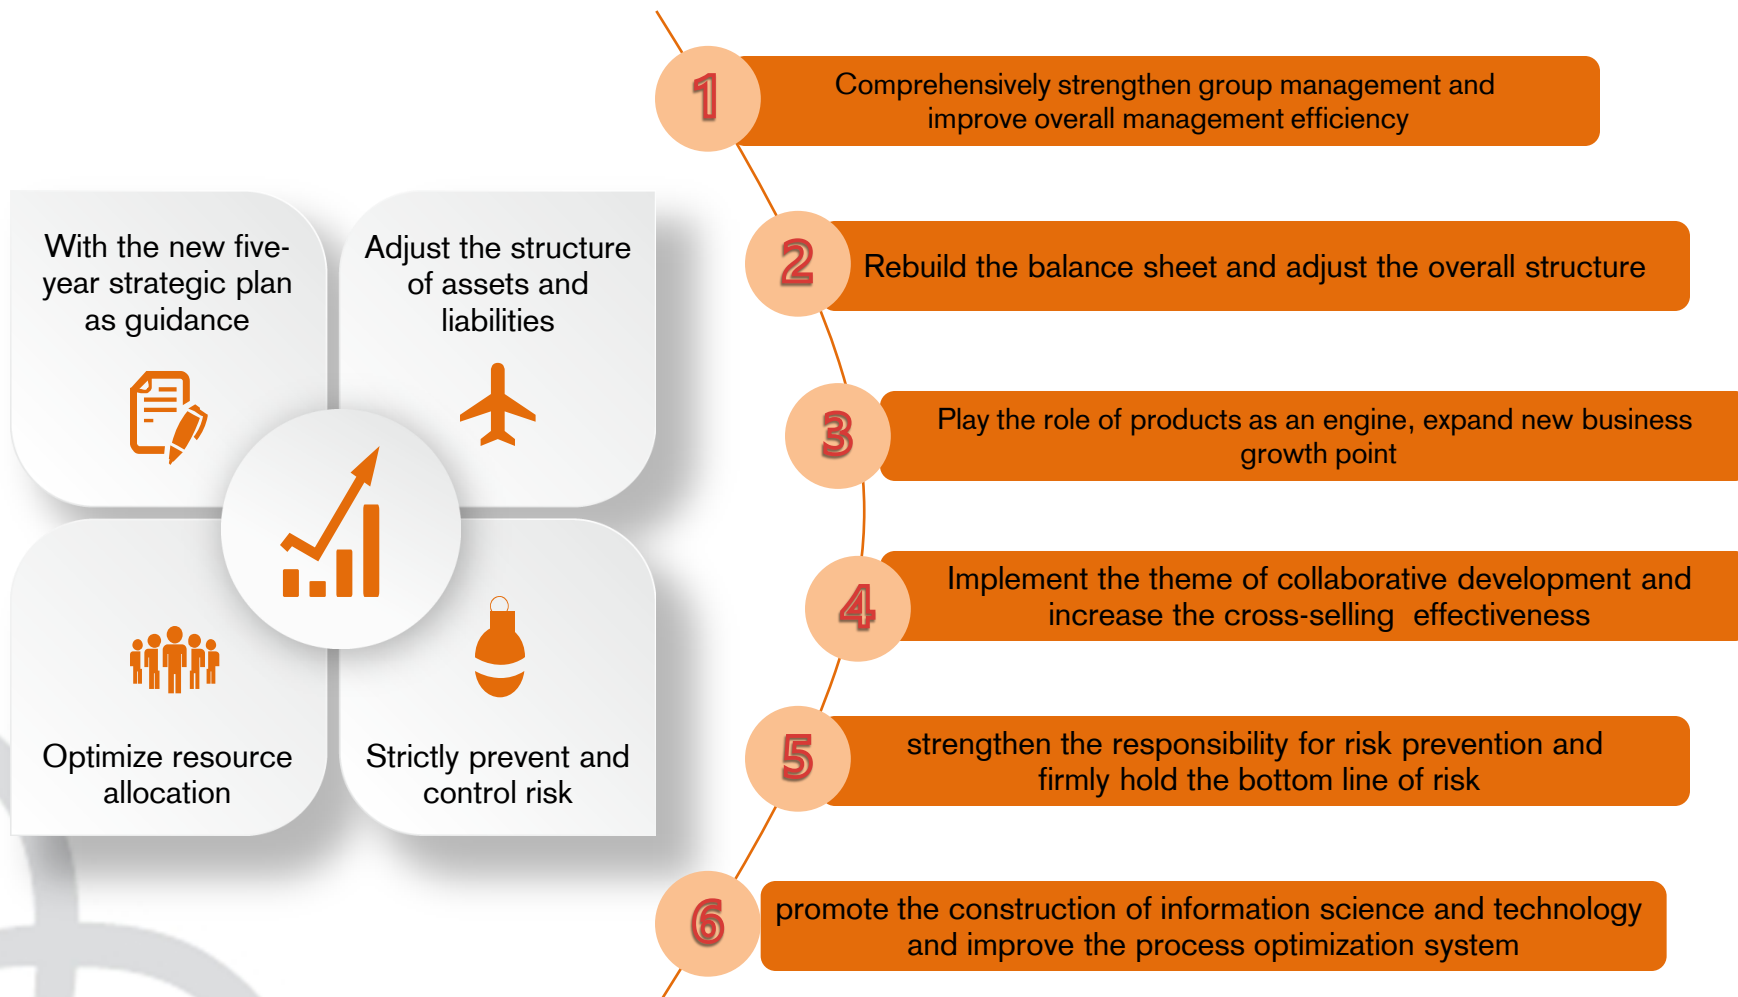 With the new five-
year strategic plan
as guidance
Adjust the structure
of assets and
liabilities
Optimize resource
allocation
Strictly prevent and
control risk
1
Comprehensively strengthen group management and
improve overall management efficiency
2
Rebuild the balance sheet and adjust the overall structure
3
Play the role of products as an engine, expand new business
growth point
4
Implement the theme of collaborative development and
increase the cross-selling  effectiveness
5
strengthen the responsibility for risk prevention and
firmly hold the bottom line of risk
6
promote the construction of information science and technology
and improve the process optimization system